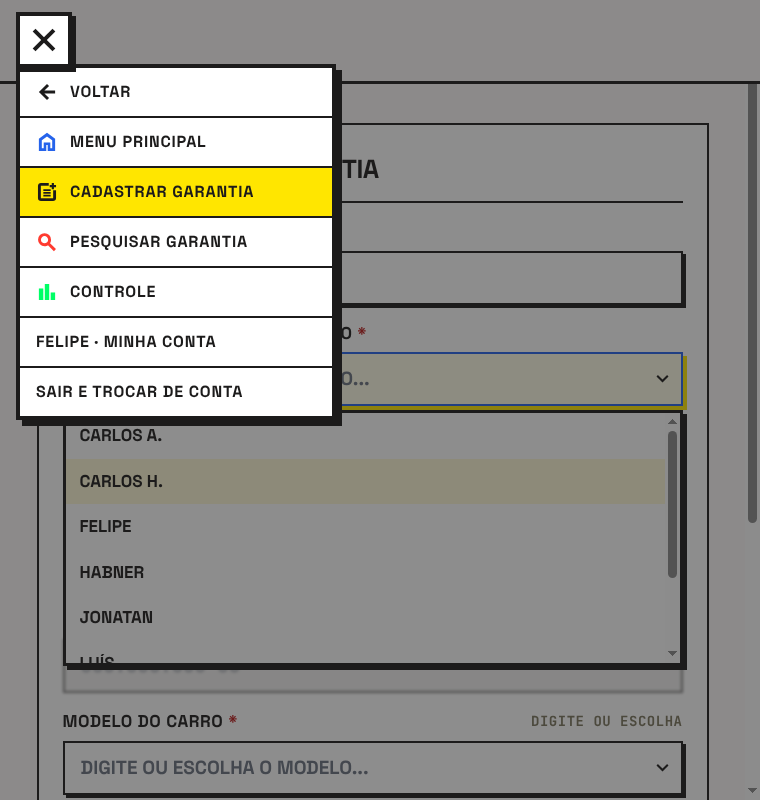 VOLTAR
MENU PRINCIPAL
CADASTRAR GARANTIA
PESQUISAR GARANTIA
CONTROLE
FELIPE · MINHA CONTA
SAIR E TROCAR DE CONTA
TIA
O *
O...
CARLOS A.
CARLOS H.
FELIPE
HABNER
JONATAN
LUÍS
MODELO DO CARRO *
DIGITE OU ESCOLHA
DIGITE OU ESCOLHA O MODELO...